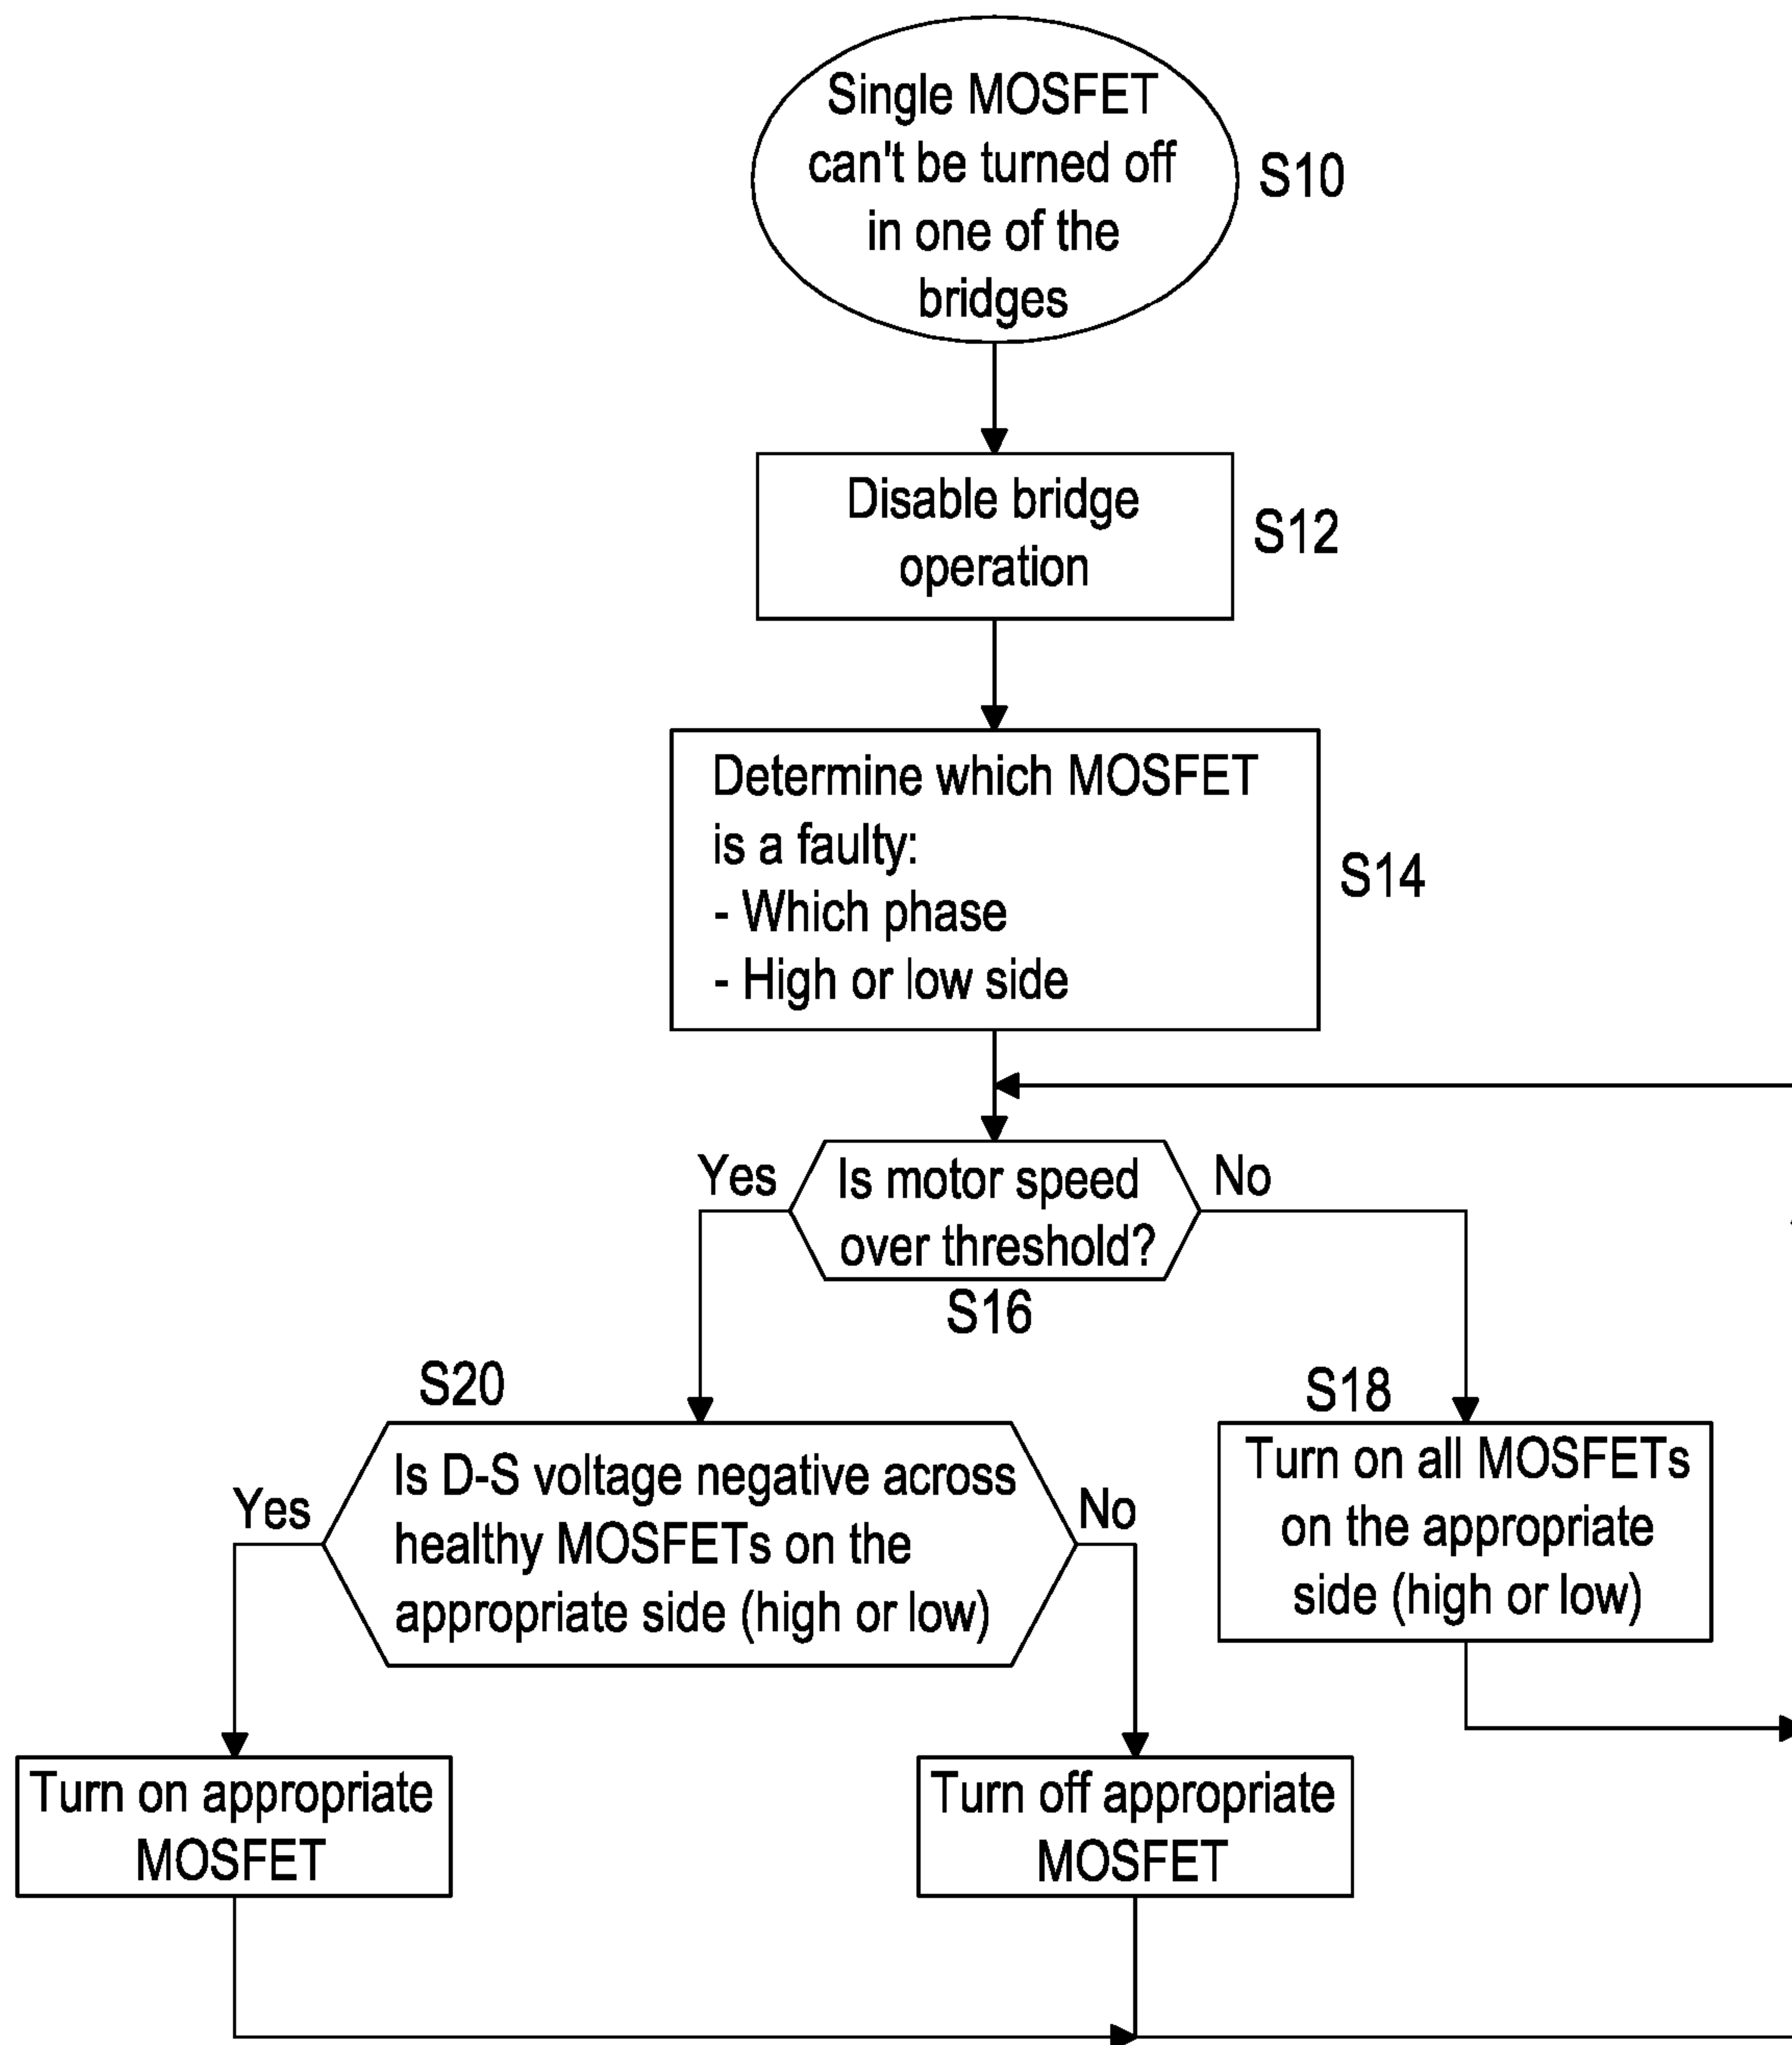 Single MOSFET
can't be turned off
in one of the
bridges
S10
Disable bridge
operation
S12
Determine which MOSFET
is a faulty:
- Which phase
- High or low side
S14
Yes
Is motor speed
over threshold?
No
S16
S20
S18
Yes
Is D-S voltage negative across
healthy MOSFETs on the
appropriate side (high or low)
No
Turn on all MOSFETs
on the appropriate
side (high or low)
Turn on appropriate
MOSFET
Turn off appropriate
MOSFET